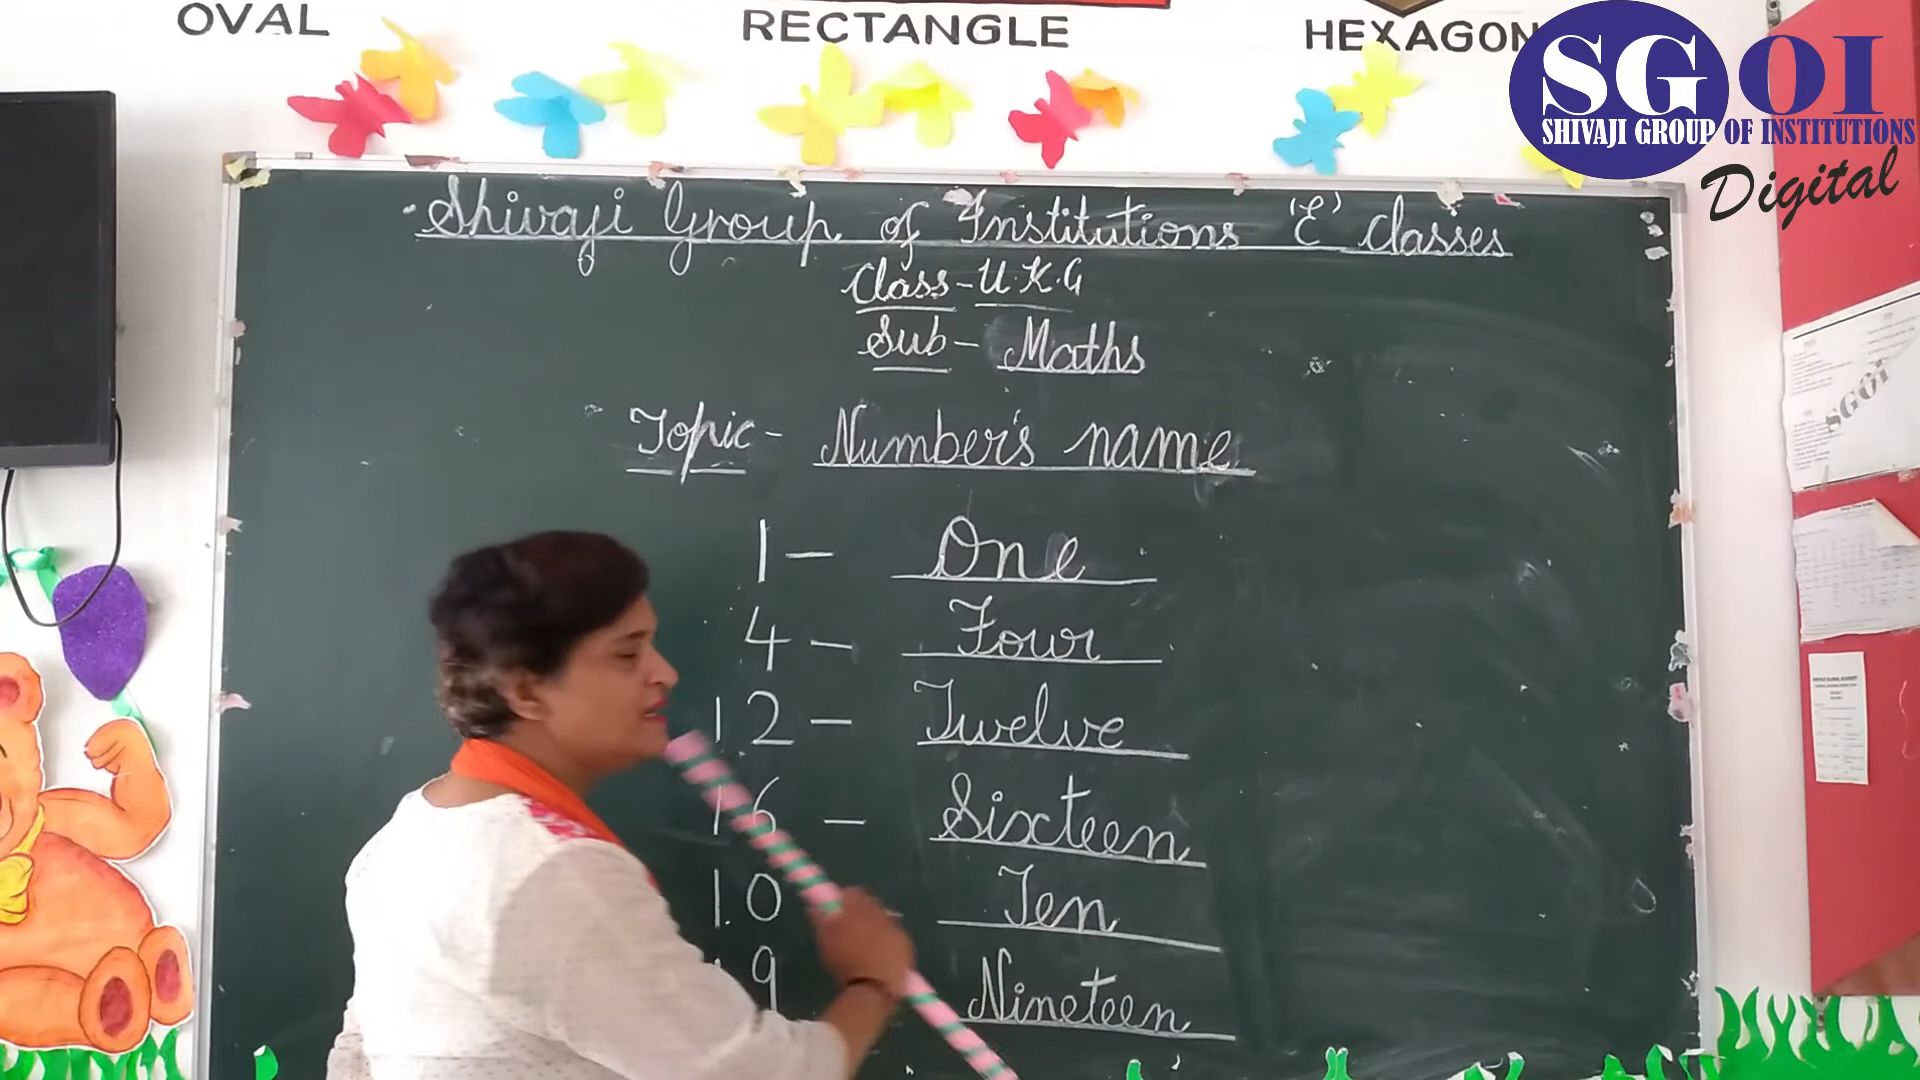 OVAL RECTANGLE HEXAGON
SGOI
SHIVAJI GROUP OF INSTITUTIONS
Digital
Shivaji Group of Institutions 'E' classes
Class - U.K.G
Sub - Maths
Topic - Number's name
1 - One
4 - Four
12 - Twelve
16 - Sixteen
10 - Ten
19 Nineteen
SGOI